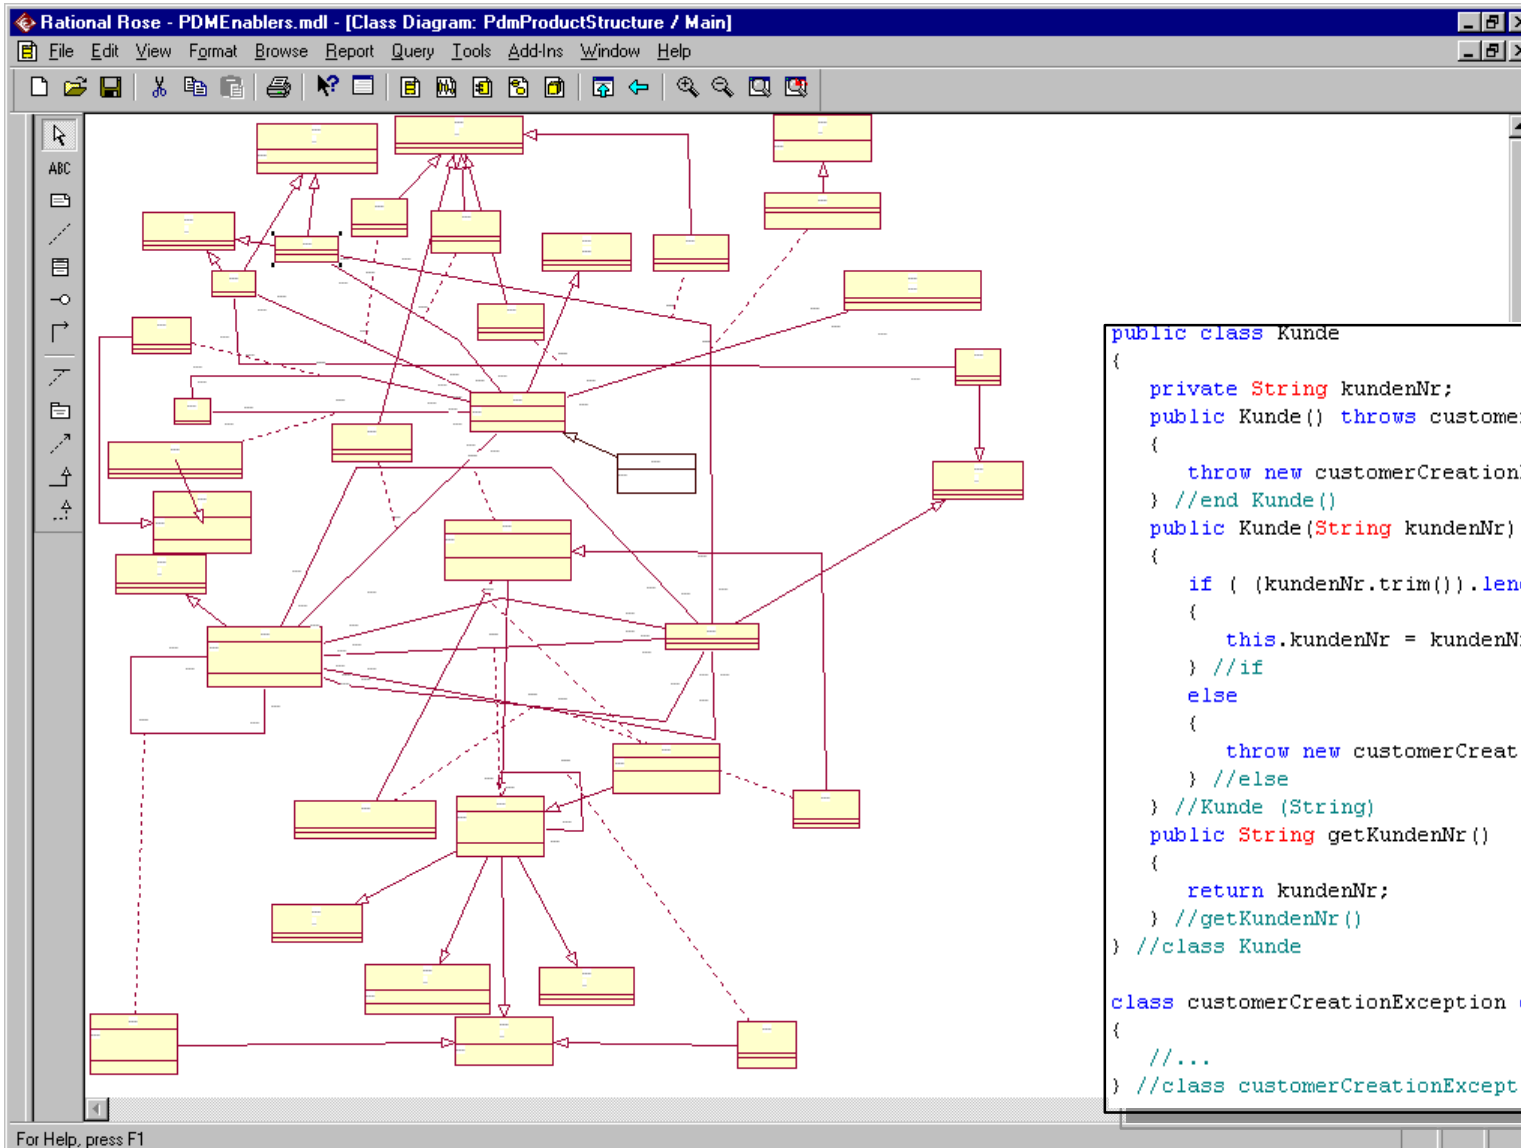 Rational Rose - PDMEnablers.mdl - [Class Diagram: PdmProductStructure / Main]
File Edit View Format Browse Report Query Tools Add-Ins Window Help
ABC
public class Kunde
{
private String kundenNr;
public Kunde() throws customer
{
throw new customerCreation
} //end Kunde()
public Kunde(String kundenNr)
{
if ( (kundenNr.trim()).len
{
this.kundenNr = kundenN
} //if
else
{
throw new customerCreat
} //else
} //Kunde (String)
public String getKundenNr()
{
return kundenNr;
} //getKundenNr()
} //class Kunde
class customerCreationException
{
//...
} //class customerCreationExcept
For Help, press F1